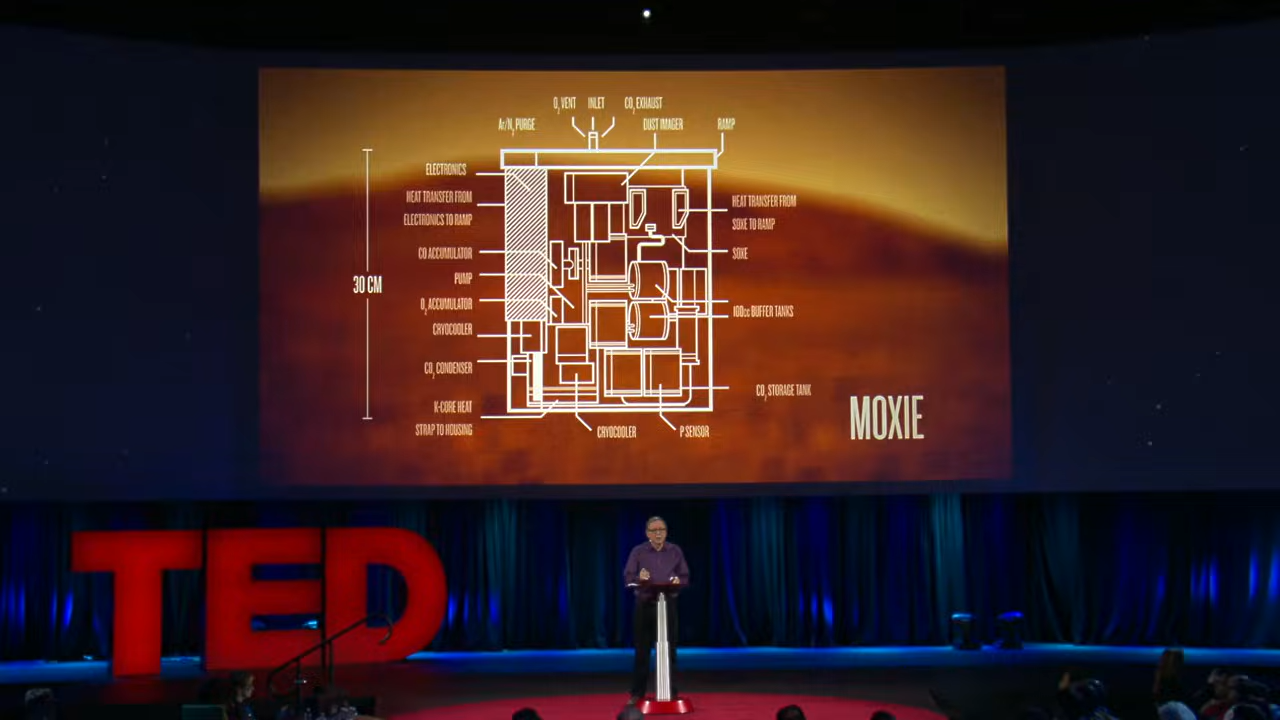 O₂ VENT
INLET
CO₂ EXHAUST
Ar/N₂ PURGE
DUST IMAGER
RAMP
ELECTRONICS
HEAT TRANSFER FROM
ELECTRONICS TO RAMP
CO ACCUMULATOR
PUMP
O₂ ACCUMULATOR
CRYOCOOLER
CO₂ CONDENSER
K-CORE HEAT
STRAP TO HOUSING
30 CM
HEAT TRANSFER FROM
SOXE TO RAMP
SOXE
100cc BUFFER TANKS
CO₂ STORAGE TANK
CRYOCOOLER
P SENSOR
MOXIE
TED